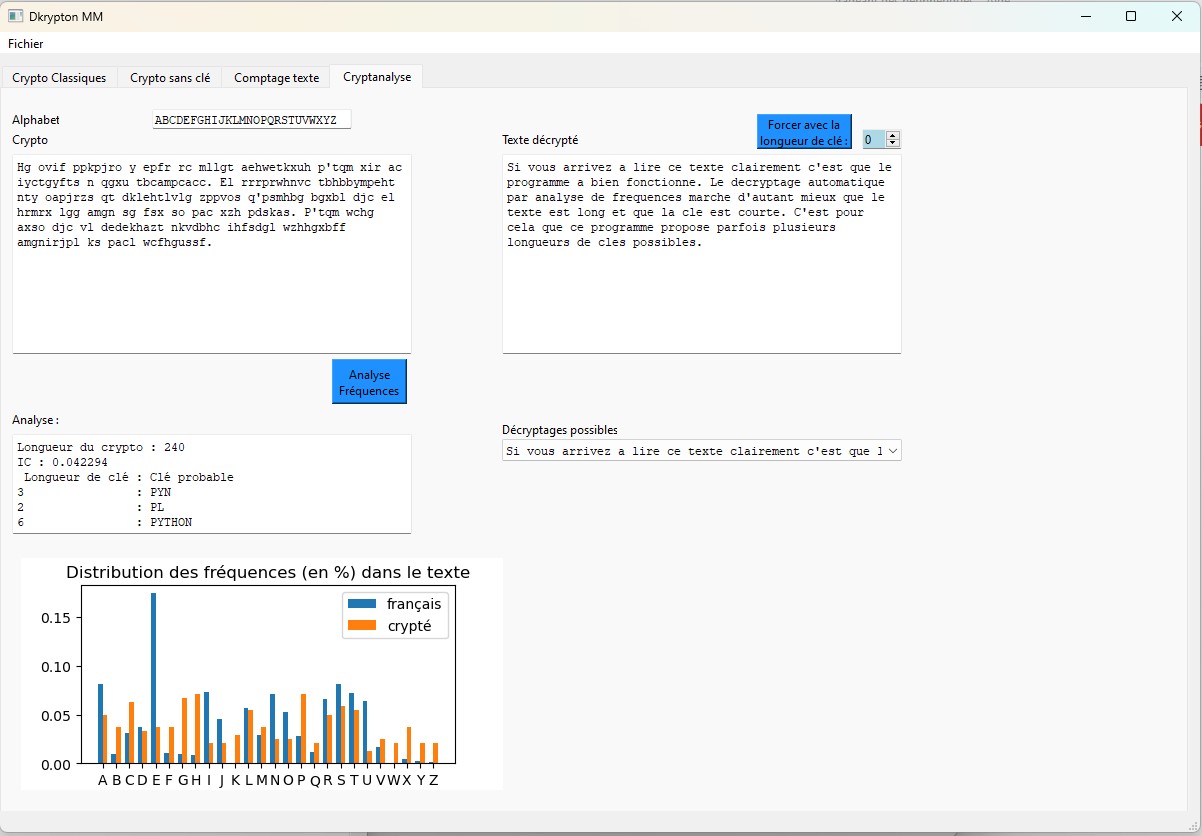 Dkrypton MM
Fichier
Crypto Classiques
Crypto sans clé
Comptage texte
Cryptanalyse
Alphabet
ABCDEFGHIJKLMNOPQRSTUVWXYZ
Crypto
Hg ovif ppkpjro y epfr rc mllgt aehwetkxuh p'tqm xir ac
iyctgyfts n qgxu tbcampcacc. El rrrprwhnvc tbhbbympeht
nty oapjrzs qt dklehtlvlg zppvos q'psmhbg bgxbl djc el
hrmrx lgg amgn sg fsx so pac xzh pdskas. P'tqm wchg
axso djc vl dedekhazt nkvdbhc ihfsdgl wzhhgxbff
amgnirjpl ks pacl wcfhgussf.
Analyse
Fréquences
Analyse :
Longueur du crypto : 240
IC : 0.042294
Longueur de clé : Clé probable
3 : PYN
2 : PL
6 : PYTHON
Texte décrypté
Forcer avec la
longueur de clé :
0
Si vous arrivez a lire ce texte clairement c'est que le
programme a bien fonctionne. Le decryptage automatique
par analyse de frequences marche d'autant mieux que le
texte est long et que la cle est courte. C'est pour
cela que ce programme propose parfois plusieurs
longueurs de cles possibles.
Décryptages possibles
Si vous arrivez a lire ce texte clairement c'est que l
Distribution des fréquences (en %) dans le texte
français
crypté
0.15
0.10
0.05
0.00
A B C D E F G H I J K L M N O P Q R S T U V W X Y Z